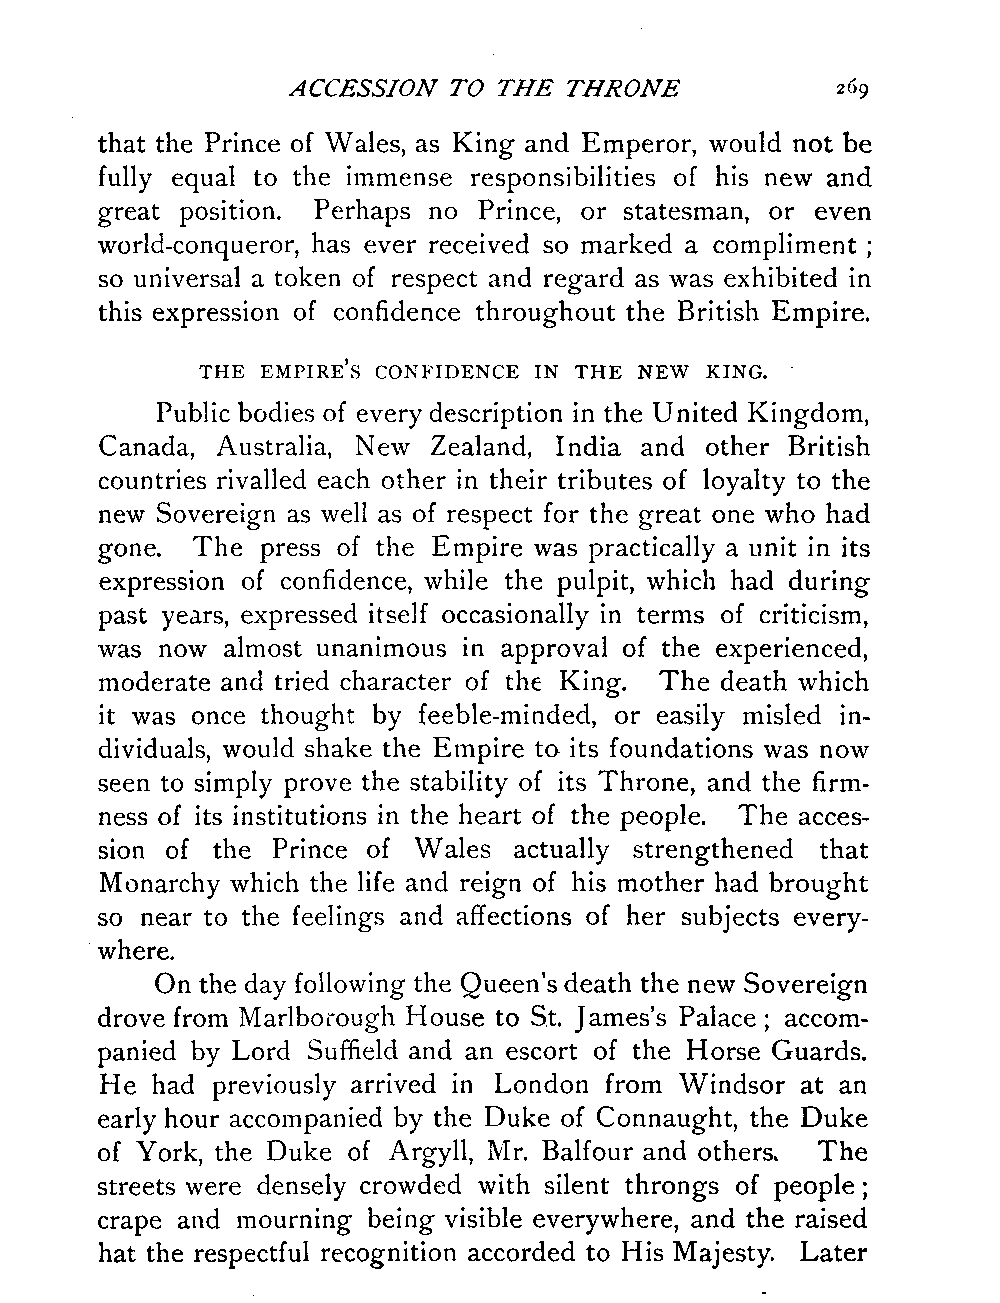 ACCESSION TO THE THRONE 269
that the Prince of Wales, as King and Emperor, would not be
fully equal to the immense responsibilities of his new and
great position. Perhaps no Prince, or statesman, or even
world-conqueror, has ever received so marked a compliment ;
so universal a token of respect and regard as was exhibited in
this expression of confidence throughout the British Empire.
THE EMPIRE'S CONFIDENCE IN THE NEW KING.
Public bodies of every description in the United Kingdom,
Canada, Australia, New Zealand, India and other British
countries rivalled each other in their tributes of loyalty to the
new Sovereign as well as of respect for the great one who had
gone. The press of the Empire was practically a unit in its
expression of confidence, while the pulpit, which had during
past years, expressed itself occasionally in terms of criticism,
was now almost unanimous in approval of the experienced,
moderate and tried character of the King. The death which
it was once thought by feeble-minded, or easily misled in-
dividuals, would shake the Empire to its foundations was now
seen to simply prove the stability of its Throne, and the firm-
ness of its institutions in the heart of the people. The acces-
sion of the Prince of Wales actually strengthened that
Monarchy which the life and reign of his mother had brought
so near to the feelings and affections of her subjects every-
where.
On the day following the Queen's death the new Sovereign
drove from Marlborough House to St. James's Palace ; accom-
panied by Lord Suffield and an escort of the Horse Guards.
He had previously arrived in London from Windsor at an
early hour accompanied by the Duke of Connaught, the Duke
of York, the Duke of Argyll, Mr. Balfour and others. The
streets were densely crowded with silent throngs of people ;
crape and mourning being visible everywhere, and the raised
hat the respectful recognition accorded to His Majesty. Later